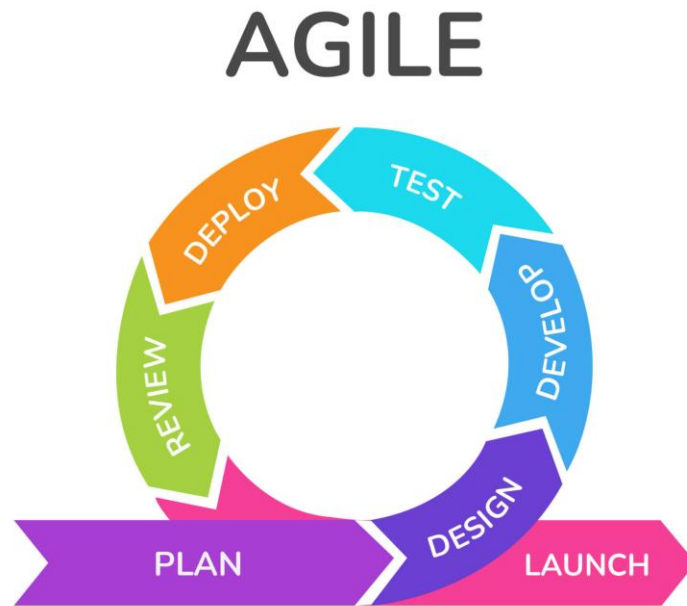 AGILE
TEST
DEPLOY
DEVELOP
REVIEW
DESIGN
PLAN
LAUNCH